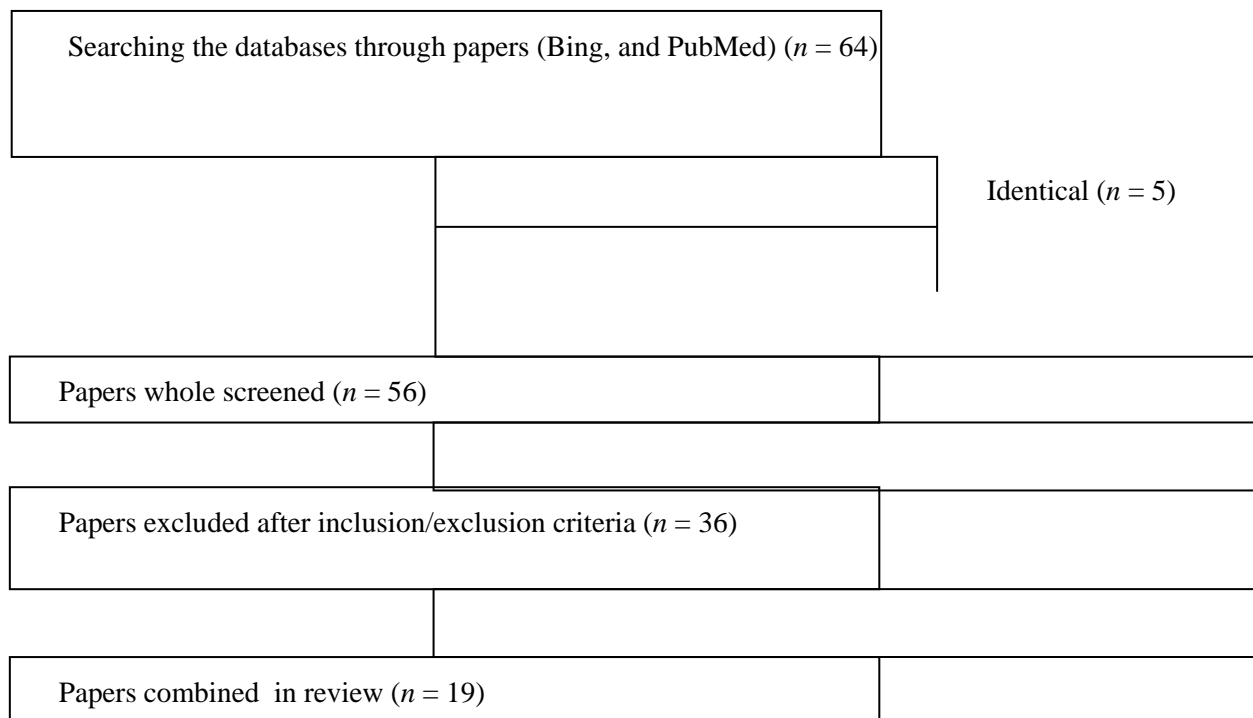 Searching the databases through papers (Bing, and PubMed) (n = 64)
Identical (n = 5)
Papers whole screened (n = 56)
Papers excluded after inclusion/exclusion criteria (n = 36)
Papers combined  in review (n = 19)